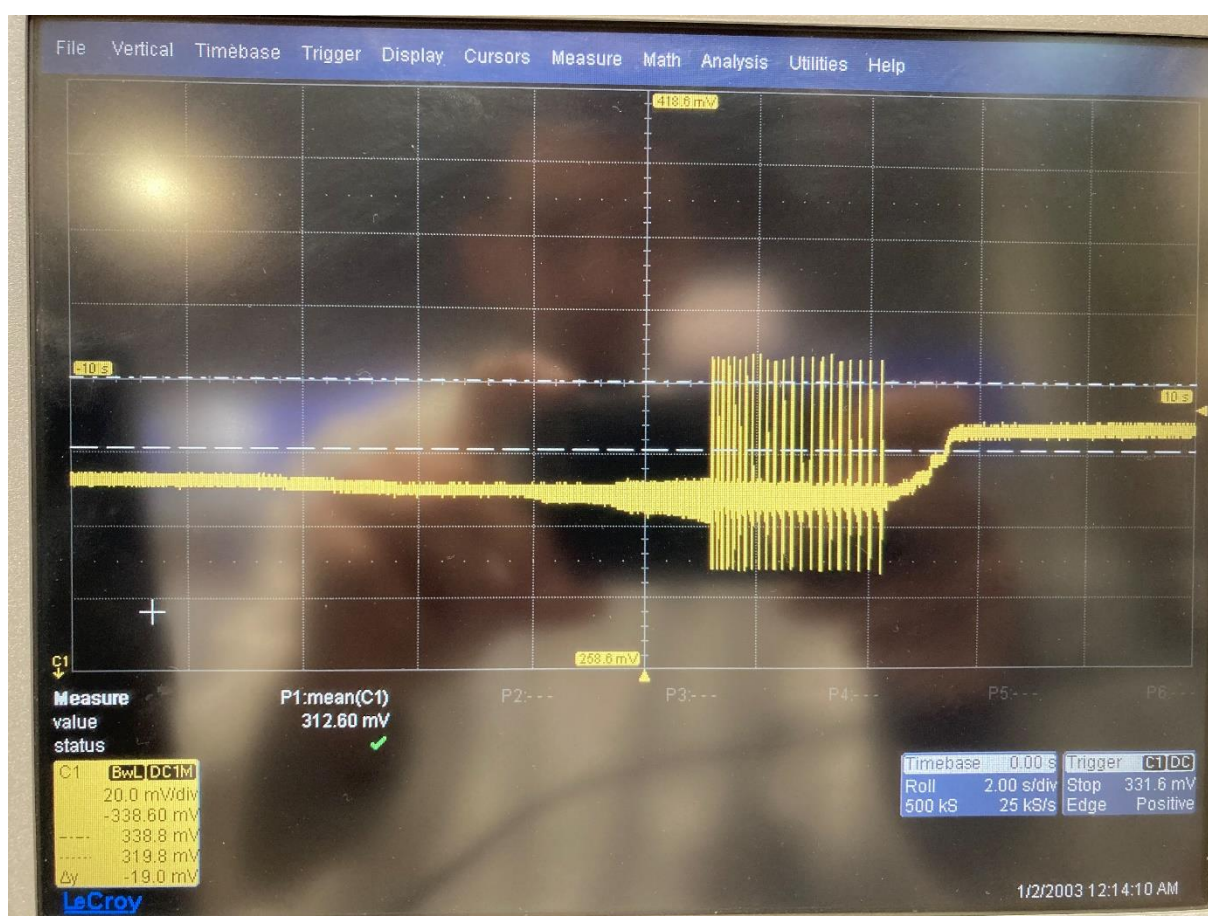 File Vertical Timebase Trigger Display Cursors Measure Math Analysis Utilities Help
418.6 mV
-10 s
10 s
258.6 mV
C1
Measure P1:mean(C1) P2:--- P3:--- P4:--- P5:--- P6:---
value 312.60 mV
status
C1 BwL DC1M
20.0 mV/div
-338.60 mV
338.8 mV
319.8 mV
Δy -19.0 mV
Timebase 0.00 s
Roll 2.00 s/div
500 kS 25 kS/s
Trigger C1 DC
Stop 331.6 mV
Edge Positive
LeCroy
1/2/2003 12:14:10 AM